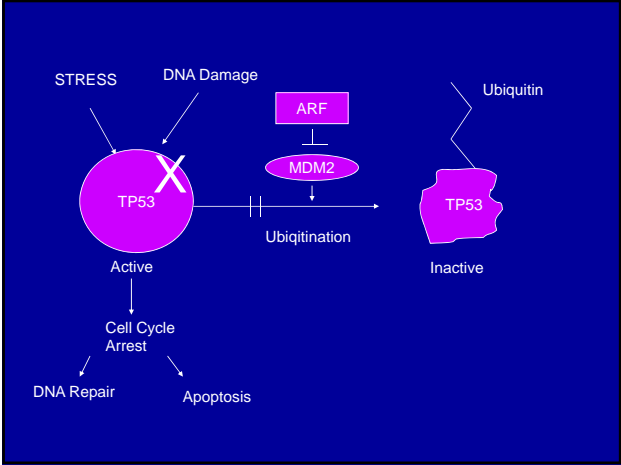 STRESS
DNA Damage
Ubiquitin
ARF
X
MDM2
TP53
TP53
Ubiqitination
Active
Inactive
Cell Cycle
Arrest
DNA Repair
Apoptosis